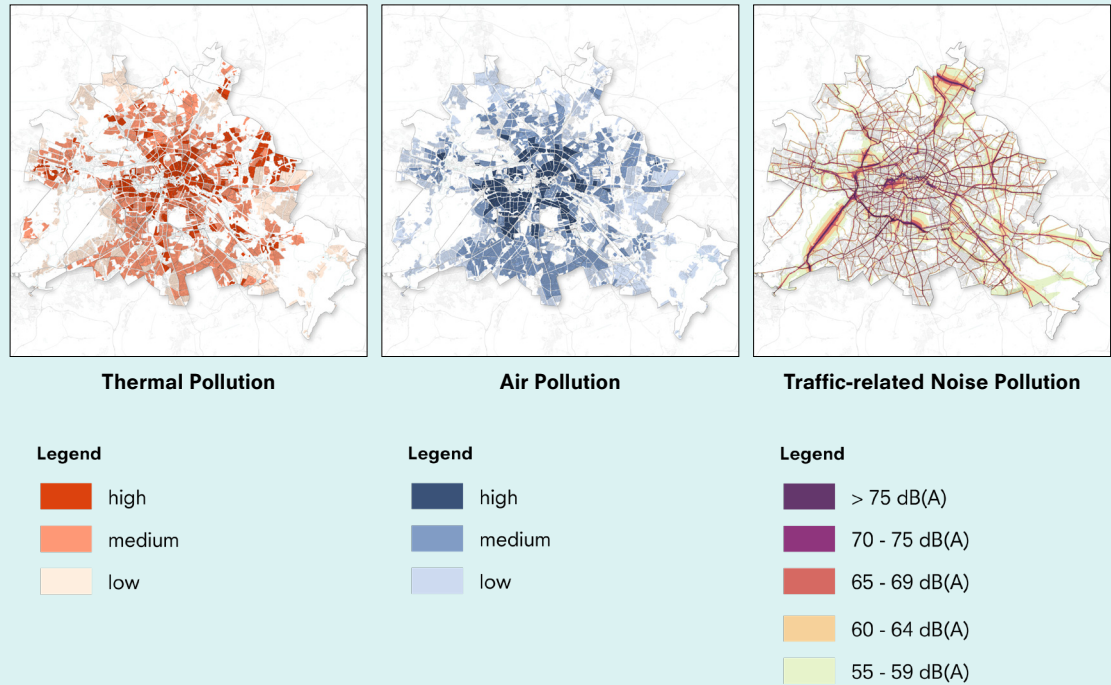 Thermal Pollution
Air Pollution
Traffic-related Noise Pollution
Legend
high
medium
low
Legend
high
medium
low
Legend
> 75 dB(A)
70 - 75 dB(A)
65 - 69 dB(A)
60 - 64 dB(A)
55 - 59 dB(A)